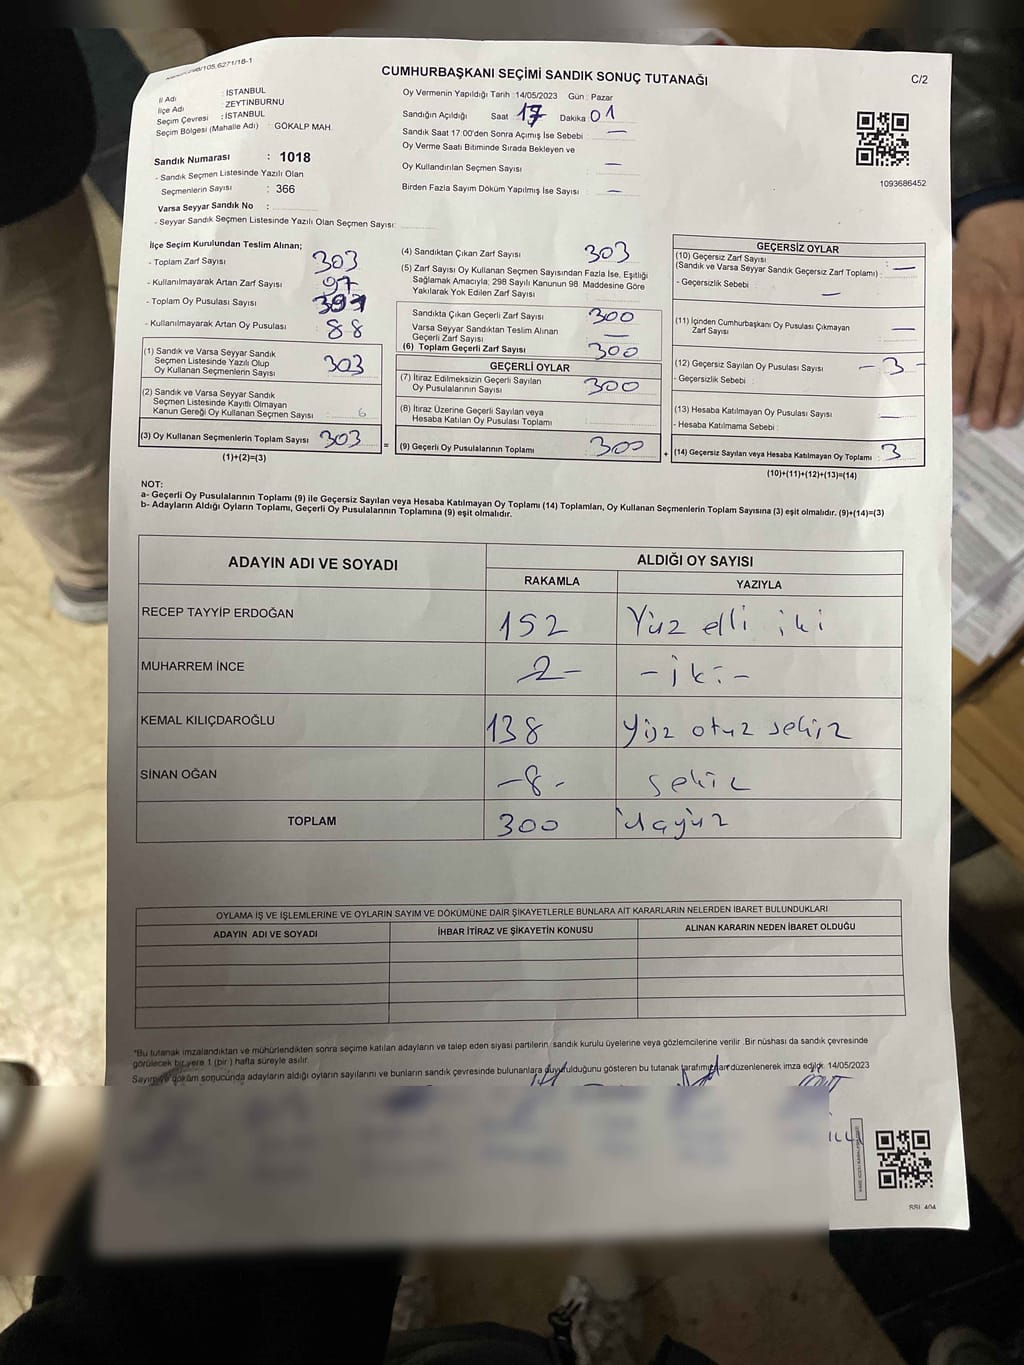 CUMHURBAŞKANI SEÇİMİ SANDIK SONUÇ TUTANAĞI
C/2
İl Adı : İSTANBUL
İlçe Adı : ZEYTİNBURNU
Seçim Çevresi : İSTANBUL
Seçim Bölgesi (Mahalle Adı) : GÖKALP MAH.
Oy Vermenin Yapıldığı Tarih :14/05/2023 Gün : Pazar
Sandığın Açıldığı Saat 17 Dakika 01
Sandık Saat 17.00'den Sonra Açımış İse Sebebi : —
Oy Verme Saati Bitiminde Sırada Bekleyen ve
Oy Kullandırılan Seçmen Sayısı : —
Birden Fazla Sayım Döküm Yapılmış İse Sayısı : —
1093686452
Sandık Numarası : 1018
- Sandık Seçmen Listesinde Yazılı Olan
Seçmenlerin Sayısı : 366
Varsa Seyyar Sandık No :
- Seyyar Sandık Seçmen Listesinde Yazılı Olan Seçmen Sayısı:
İlçe Seçim Kurulundan Teslim Alınan;
- Toplam Zarf Sayısı : 303
- Kullanılmayarak Artan Zarf Sayısı : 97
- Toplam Oy Pusulası Sayısı :
- Kullanılmayarak Artan Oy Pusulası : 88
(1) Sandık ve Varsa Seyyar Sandık
Seçmen Listesinde Yazılı Olup
Oy Kullanan Seçmenlerin Sayısı : 303
(2) Sandık ve Varsa Seyyar Sandık
Seçmen Listesinde Kayıtlı Olmayan
Kanun Gereği Oy Kullanan Seçmen Sayısı : 6
(3) Oy Kullanan Seçmenlerin Toplam Sayısı : 303
(1)+(2)=(3)
(4) Sandıktan Çıkan Zarf Sayısı : 303
(5) Zarf Sayısı Oy Kullanan Seçmen Sayısından Fazla İse, Eşitliği
Sağlamak Amacıyla; 298 Sayılı Kanunun 98 Maddesine Göre
Yakılarak Yok Edilen Zarf Sayısı :
Sandıkta Çıkan Geçerli Zarf Sayısı : 300
Varsa Seyyar Sandıktan Teslim Alınan
Geçerli Zarf Sayısı : —
(6) Toplam Geçerli Zarf Sayısı : 300
GEÇERLİ OYLAR
(7) İtiraz Edilmeksizin Geçerli Sayılan
Oy Pusulalarının Sayısı : 300
(8) İtiraz Üzerine Geçerli Sayılan veya
Hesaba Katılan Oy Pusulası Toplamı :
= (9) Geçerli Oy Pusulalarının Toplamı : 300
GEÇERSİZ OYLAR
(10) Geçersiz Zarf Sayısı
(Sandık ve Varsa Seyyar Sandık Geçersiz Zarf Toplamı) : —
- Geçersizlik Sebebi : —
(11) İçinden Cumhurbaşkanı Oy Pusulası Çıkmayan
Zarf Sayısı : —
(12) Geçersiz Sayılan Oy Pusulası Sayısı : - 3 -
- Geçersizlik Sebebi :
(13) Hesaba Katılmayan Oy Pusulası Sayısı : —
- Hesaba Katılmama Sebebi :
+ (14) Geçersiz Sayılan veya Hesaba Katılmayan Oy Toplamı : 3
(10)+(11)+(12)+(13)=(14)
NOT:
a- Geçerli Oy Pusulalarının Toplamı (9) ile Geçersiz Sayılan veya Hesaba Katılmayan Oy Toplamı (14) Toplamları, Oy Kullanan Seçmenlerin Toplam Sayısına (3) eşit olmalıdır. (9)+(14)=(3)
b- Adayların Aldığı Oyların Toplamı, Geçerli Oy Pusulalarının Toplamına (9) eşit olmalıdır.
ADAYIN ADI VE SOYADI ALDIĞI OY SAYISI
RAKAMLA YAZIYLA
RECEP TAYYİP ERDOĞAN 152 Yüz elli iki
MUHARREM İNCE 2- - iki -
KEMAL KILIÇDAROĞLU 138 Yüz otuz sekiz
SİNAN OĞAN -8- sekiz
TOPLAM 300
OYLAMA İŞ VE İŞLEMLERİNE VE OYLARIN SAYIM VE DÖKÜMÜNE DAİR ŞİKAYETLERLE BUNLARA AİT KARARLARIN NELERDEN İBARET BULUNDUKLARI
ADAYIN ADI VE SOYADI İHBAR İTİRAZ VE ŞİKAYETİN KONUSU ALINAN KARARIN NEDEN İBARET OLDUĞU
*Bu tutanak imzalandıktan ve mühürlendikten sonra seçime katılan adayların ve talep eden siyasi partilerin sandık kurulu üyelerine veya gözlemcilerine verilir. Bir nüshası da sandık çevresinde
görülecek bir yere 1 (bir ) hafta süreyle asılır.
Sayım ve döküm sonucunda adayların aldığı oyların sayılarını ve bunların sandık çevresinde bulunanlara duyurulduğunu gösteren bu tutanak tarafımızdan düzenlenerek imza edildi. 14/05/2023